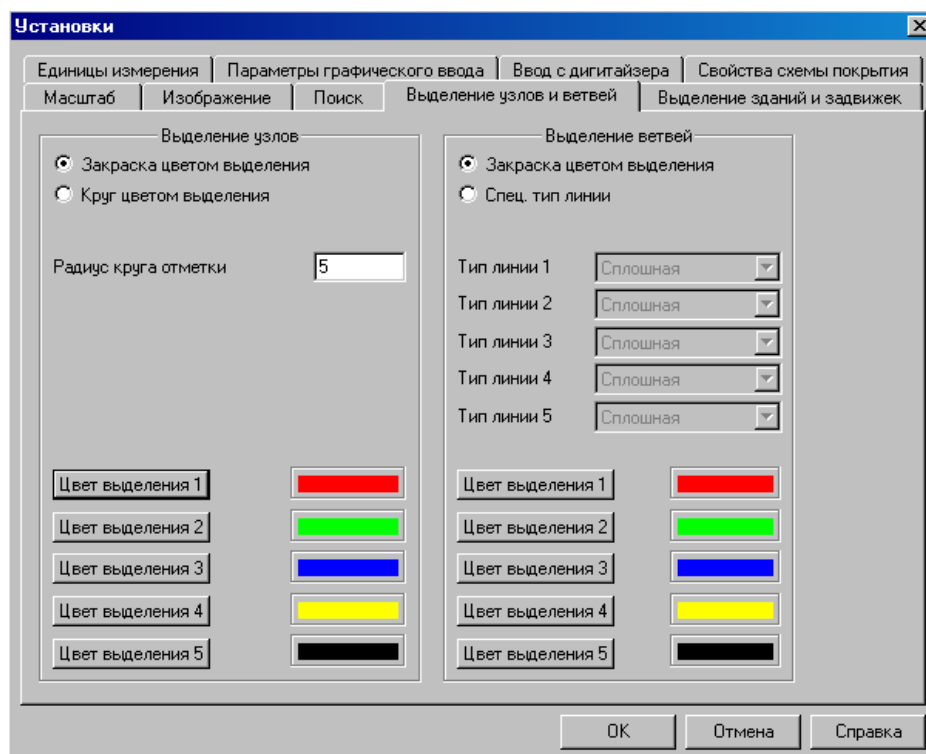 Установки
Единицы измерения
Параметры графического ввода
Ввод с дигитайзера
Свойства схемы покрытия
Масштаб
Изображение
Поиск
Выделение узлов и ветвей
Выделение зданий и задвижек
Выделение узлов
Закраска цветом выделения
Круг цветом выделения
Радиус круга отметки 5
Цвет выделения 1
Цвет выделения 2
Цвет выделения 3
Цвет выделения 4
Цвет выделения 5
Выделение ветвей
Закраска цветом выделения
Спец. тип линии
Тип линии 1 Сплошная
Тип линии 2 Сплошная
Тип линии 3 Сплошная
Тип линии 4 Сплошная
Тип линии 5 Сплошная
Цвет выделения 1
Цвет выделения 2
Цвет выделения 3
Цвет выделения 4
Цвет выделения 5
OK
Отмена
Справка